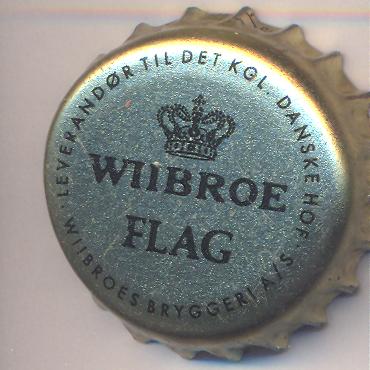 LEVERANDØR TIL DET KGL. DANSKE HOF
WIIBROE
FLAG
WIIBROES BRYGGERI A/S